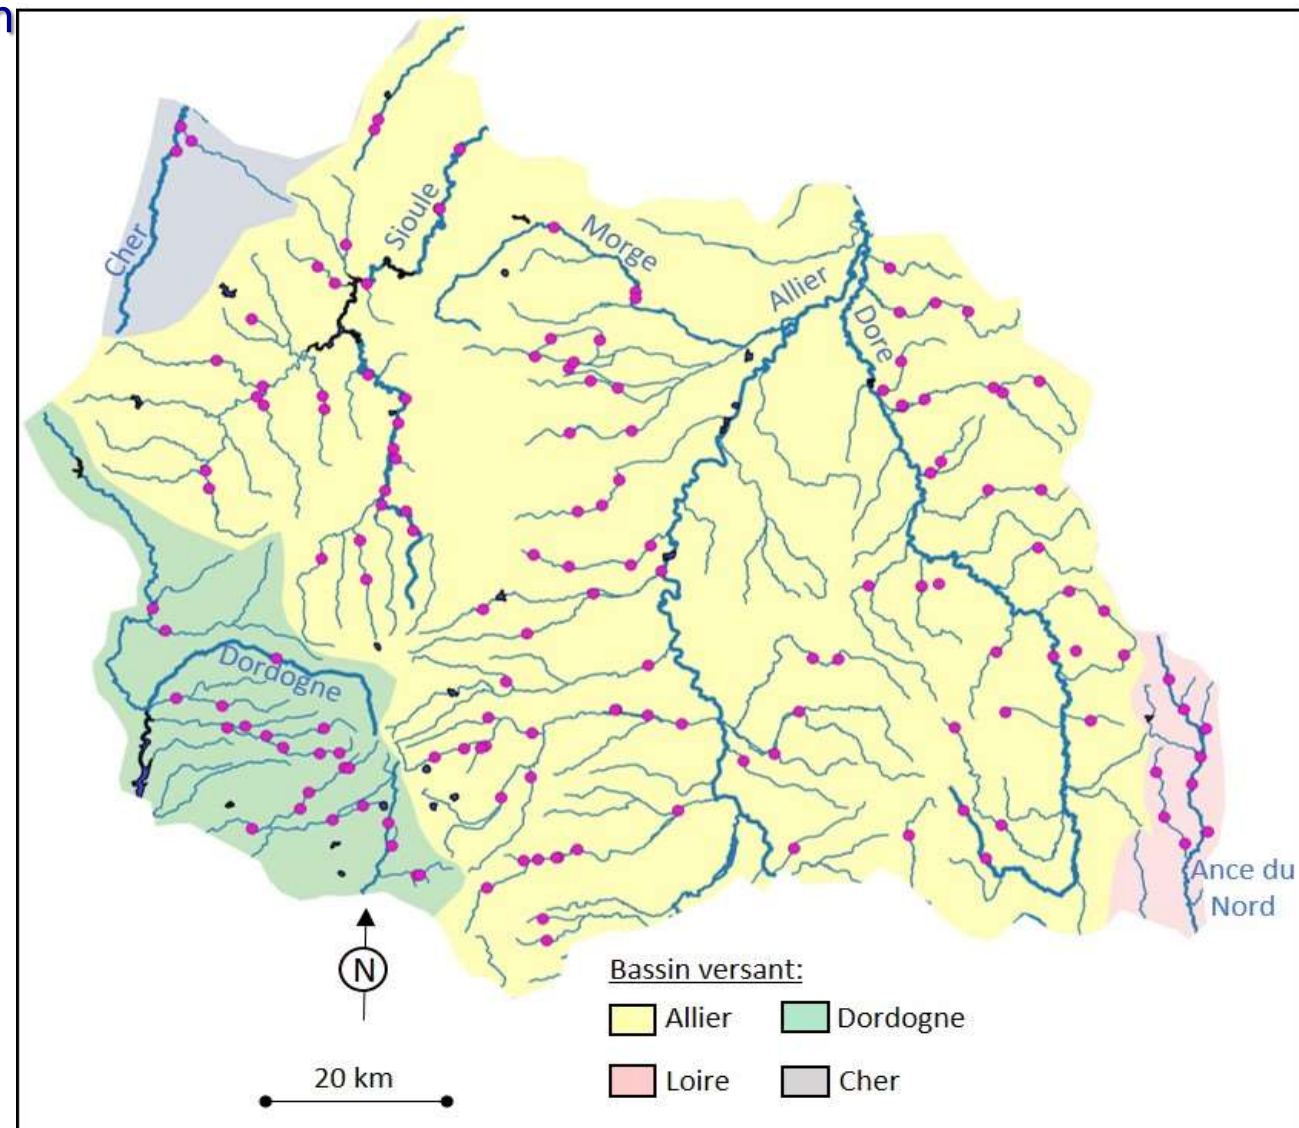 n
Sioule
Morge
Cher
Allier
Dore
Dordogne
Ance du
Nord
N
Bassin versant:
Allier
Dordogne
Loire
Cher
20 km